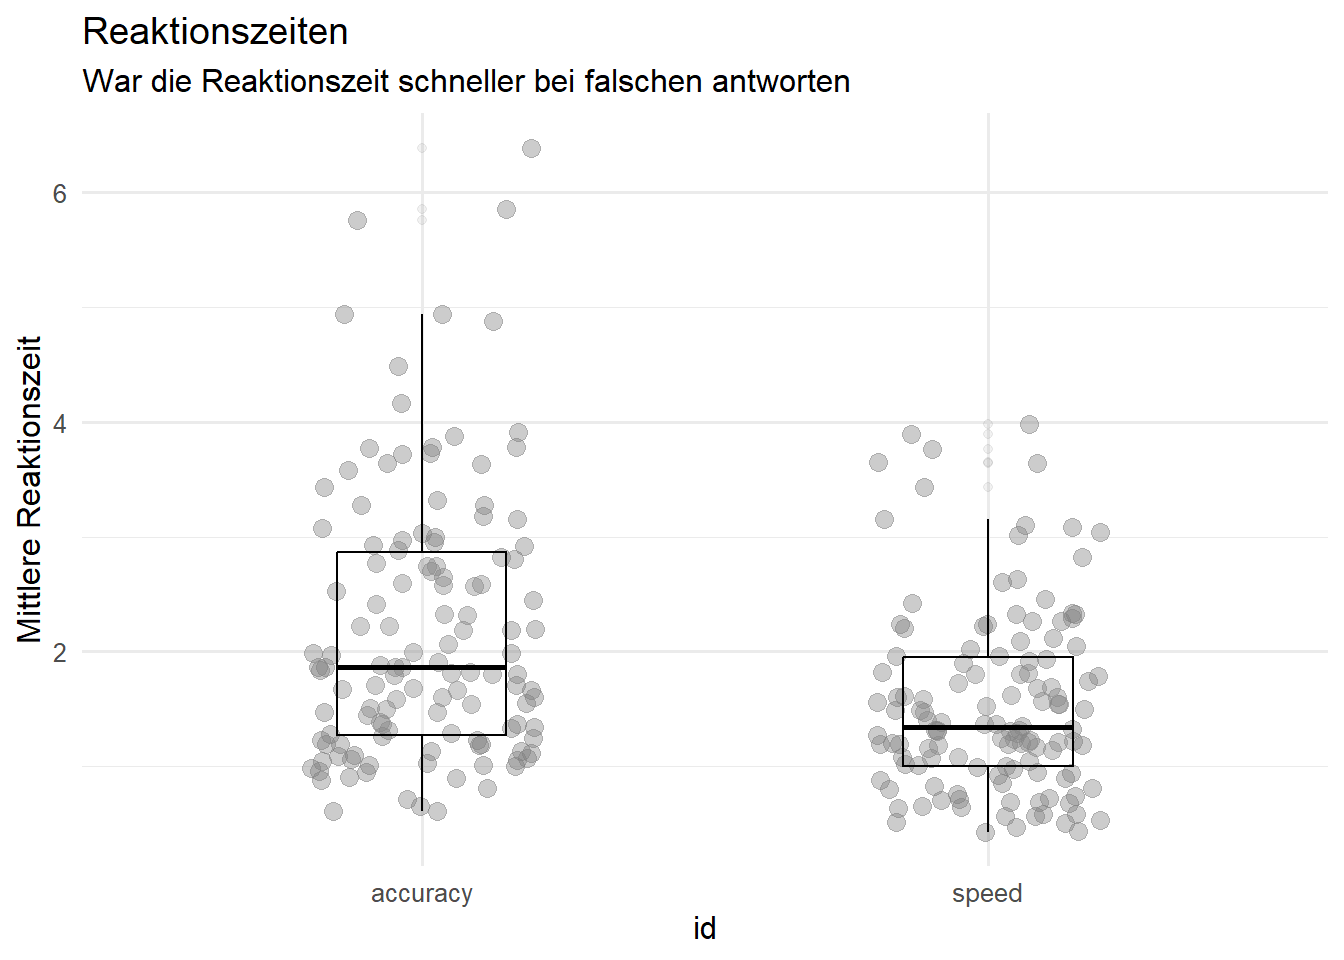 Reaktionszeiten
War die Reaktionszeit schneller bei falschen antworten
Mittlere Reaktionszeit
6
4
2
accuracy
speed
id